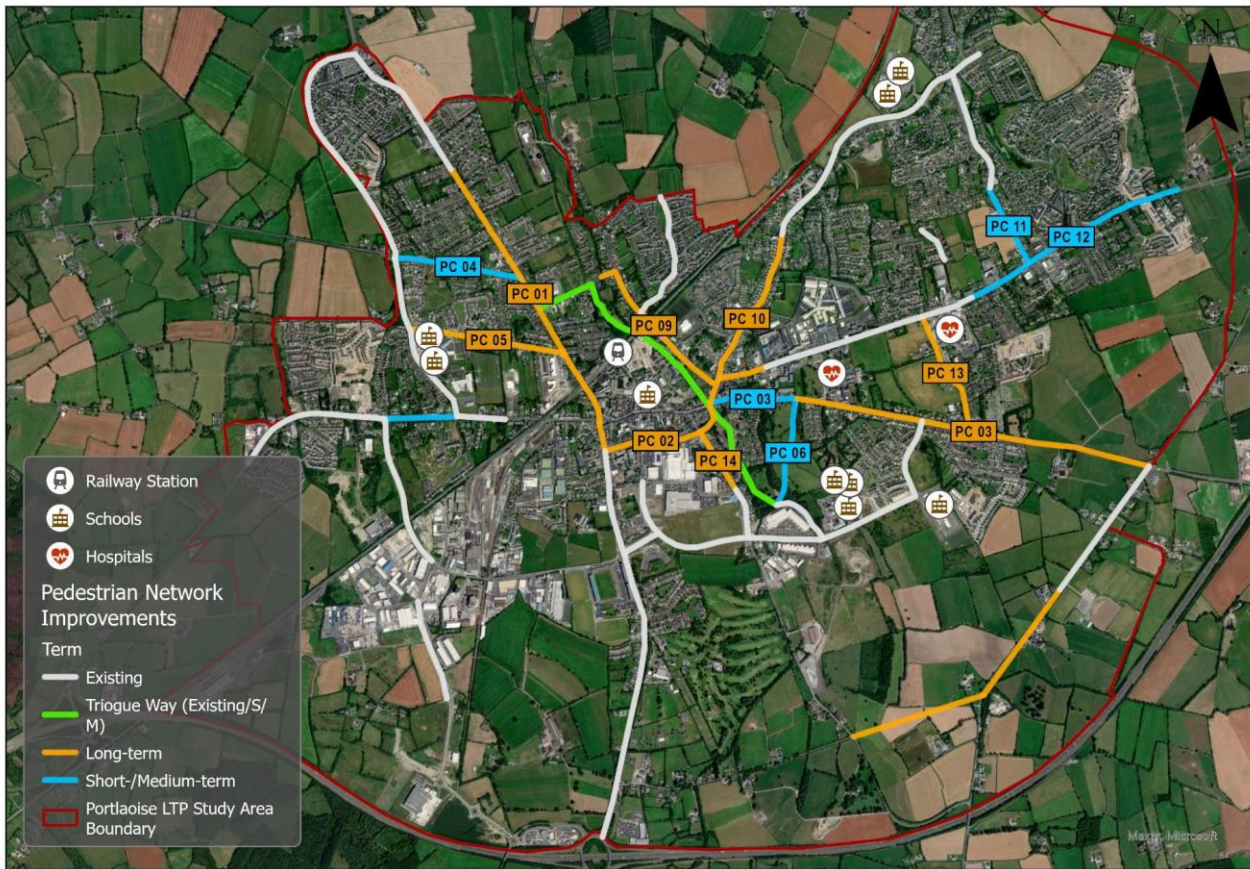 N
PC 11
PC 12
PC 04
PC 01
PC 09
PC 10
PC 05
PC 13
PC 03
PC 03
PC 02
PC 14
PC 06
Railway Station
Schools
Hospitals
Pedestrian Network
Improvements
Term
Existing
Triogue Way (Existing/S/
M)
Long-term
Short-/Medium-term
Portlaoise LTP Study Area
Boundary
Maxar, Microsoft